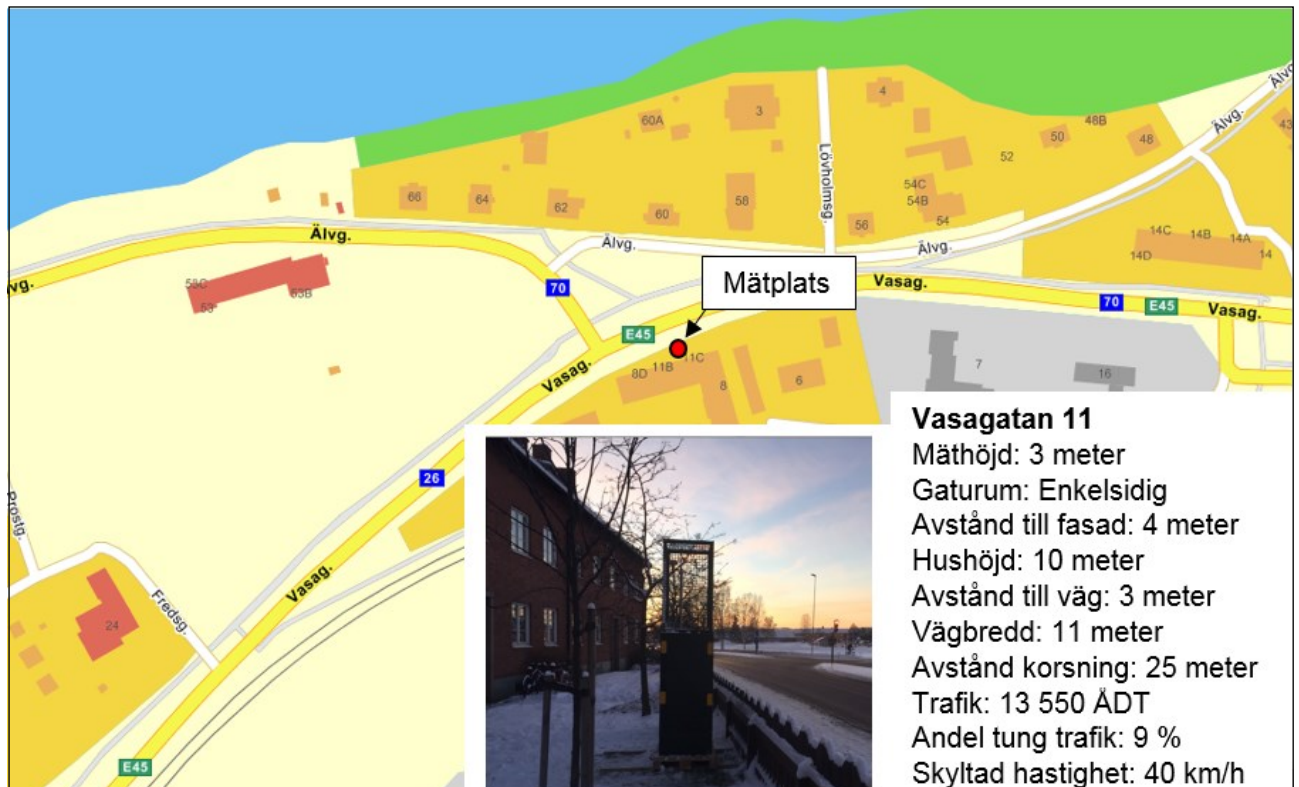 4
3
60A
48B
50
48
43
Älvg.
Älvg.
Lövholmsg.
52
54C
54B
54
66
64
62
60
58
56
14C
14B
14A
14D
14
Älvg.
Älvg.
Älvg.
vg.
53B
53
70
Mätplats
Vasag.
70
E45
Vasag.
E45
Vasag.
11C
11B
8D
8
6
7
16
26
Prostg.
Fredsg.
24
Vasag.
E45
Vasagatan 11
Mäthöjd: 3 meter
Gaturum: Enkelsidig
Avstånd till fasad: 4 meter
Hushöjd: 10 meter
Avstånd till väg: 3 meter
Vägbredd: 11 meter
Avstånd korsning: 25 meter
Trafik: 13 550 ÅDT
Andel tung trafik: 9 %
Skyltad hastighet: 40 km/h